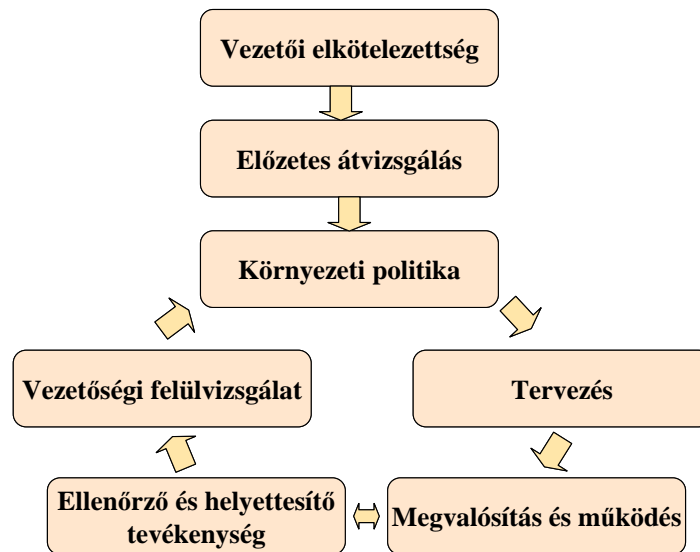 Vezetői elkötelezettség
Előzetes átvizsgálás
Környezeti politika
Vezetőségi felülvizsgálat
Tervezés
Ellenőrző és helyettesítő
tevékenység
Megvalósítás és működés